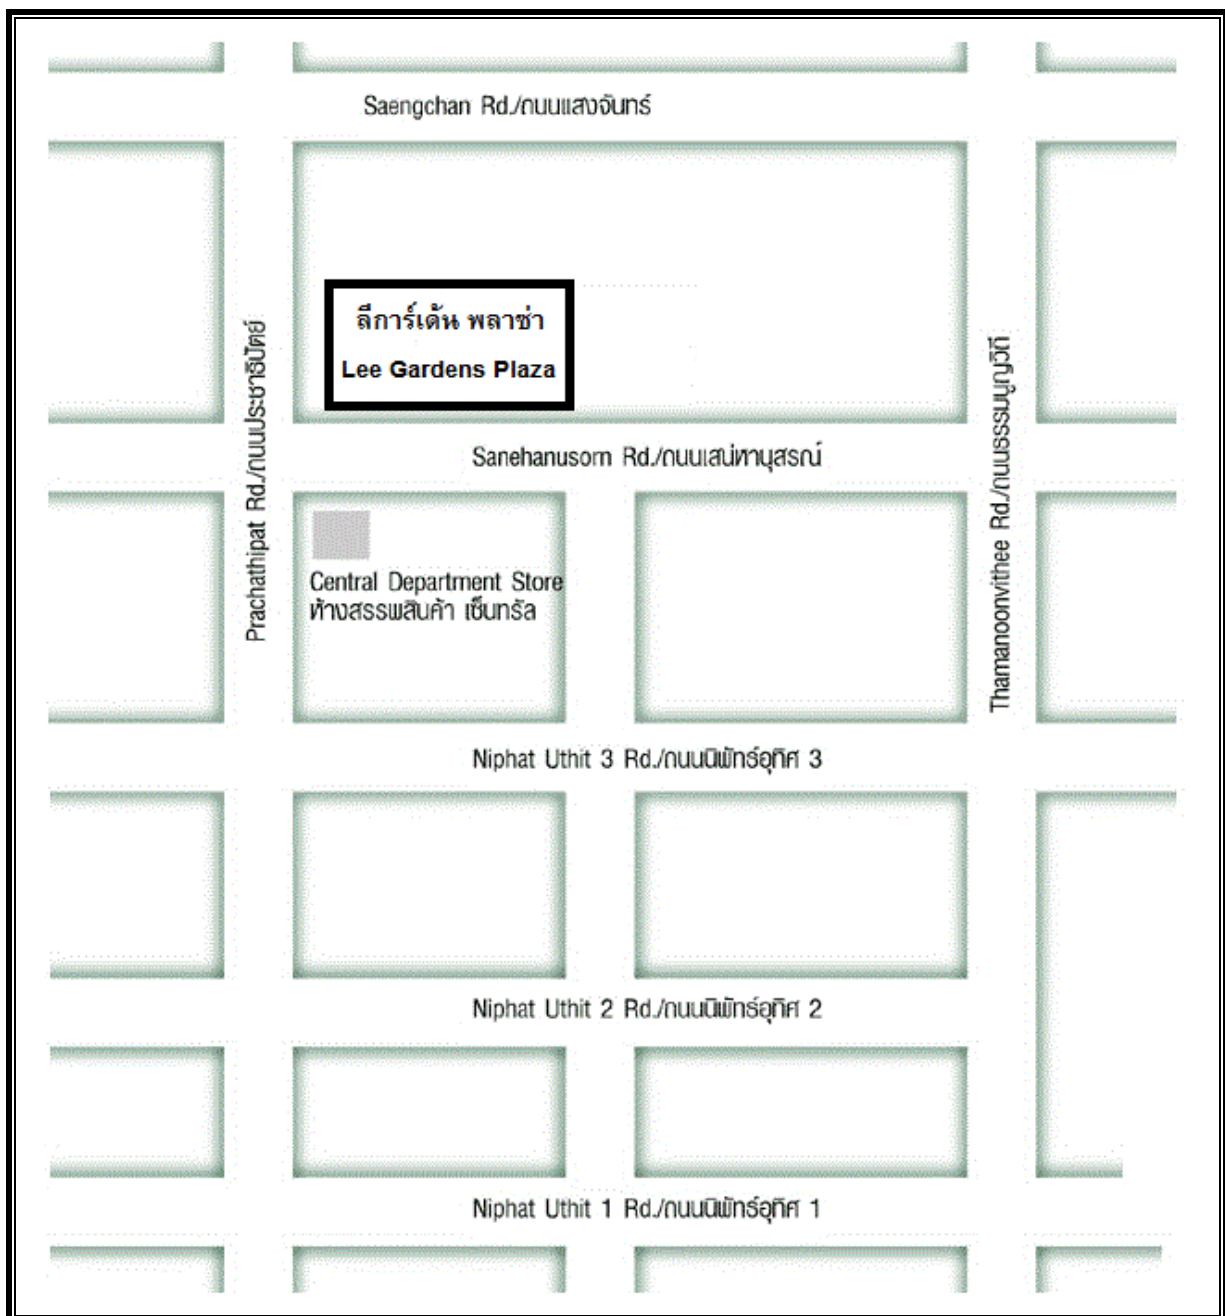 Saengchan Rd./ถนนแสงจันทร์
ลีการ์เด้น พลาซ่า
Lee Gardens Plaza
Prachathipat Rd./ถนนประชาธิปัตย์
Thamanoonvithee Rd./ถนนธรรมนูญวิถี
Sanehanusorn Rd./ถนนเสน่หานุสรณ์
Central Department Store
ห้างสรรพสินค้า เซ็นทรัล
Niphat Uthit 3 Rd./ถนนนิพัทธ์อุทิศ 3
Niphat Uthit 2 Rd./ถนนนิพัทธ์อุทิศ 2
Niphat Uthit 1 Rd./ถนนนิพัทธ์อุทิศ 1